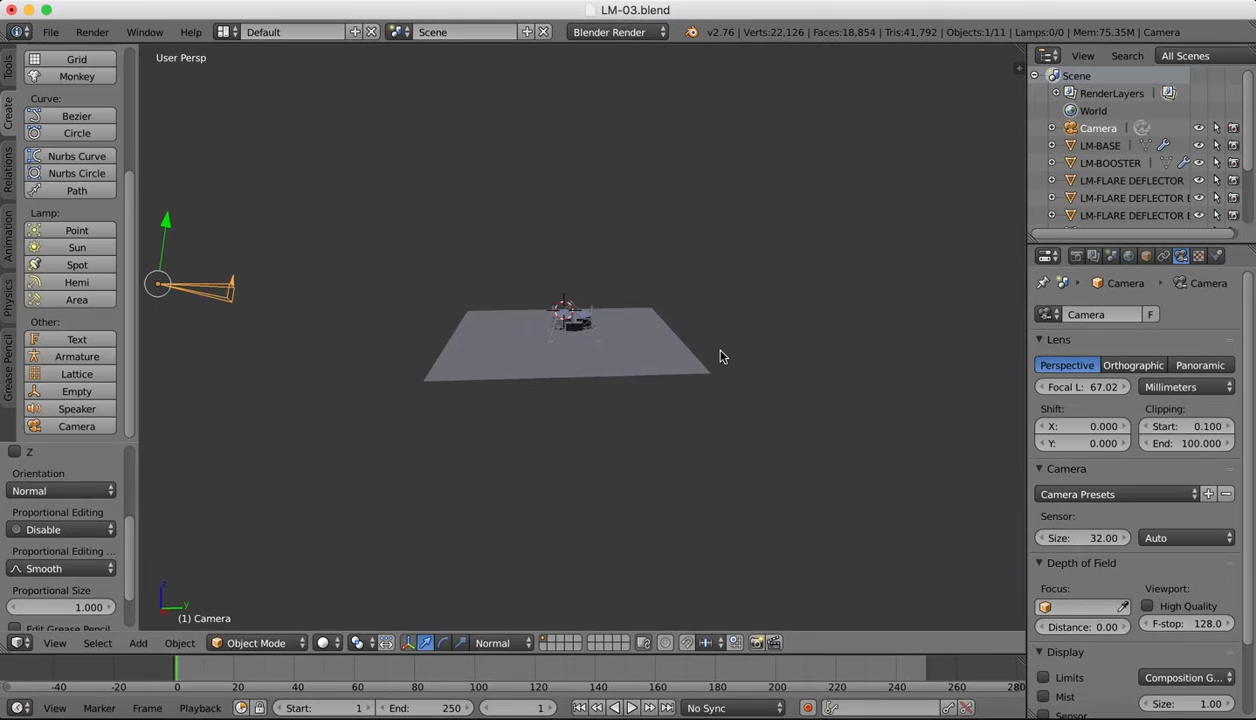 LM-03.blend
File Render Window Help Default Scene Blender Render v2.76 | Verts:22,126 | Faces:18,854 | Tris:41,792 | Objects:1/11 | Lamps:0/0 | Mem:75.35M | Camera
Tools
Create
Relations
Animation
Physics
Grease Pencil
Grid
Monkey
Curve:
Bezier
Circle
Nurbs Curve
Nurbs Circle
Path
Lamp:
Point
Sun
Spot
Hemi
Area
Other:
Text
Armature
Lattice
Empty
Speaker
Camera
Z
Orientation
Normal
Proportional Editing
Disable
Proportional Editing ...
Smooth
Proportional Size
1.000
Edit Grease Pencil
User Persp
z
y
(1) Camera
View Select Add Object Object Mode Normal
-40 -20 0 20 40 60 80 100 120 140 160 180 200 220 240 260 280
View Marker Frame Playback Start: 1 End: 250 1 No Sync
View Search All Scenes
Scene
RenderLayers
World
Camera
LM-BASE
LM-BOOSTER
LM-FLARE DEFLECTOR
LM-FLARE DEFLECTOR E
LM-FLARE DEFLECTOR E
Camera Camera
Camera F
Lens
Perspective Orthographic Panoramic
Focal L: 67.02 Millimeters
Shift: Clipping:
X: 0.000 Start: 0.100
Y: 0.000 End: 100.000
Camera
Camera Presets
Sensor:
Size: 32.00 Auto
Depth of Field
Focus: Viewport:
High Quality
Distance: 0.00 F-stop: 128.0
Display
Limits Composition G...
Mist Size: 1.00